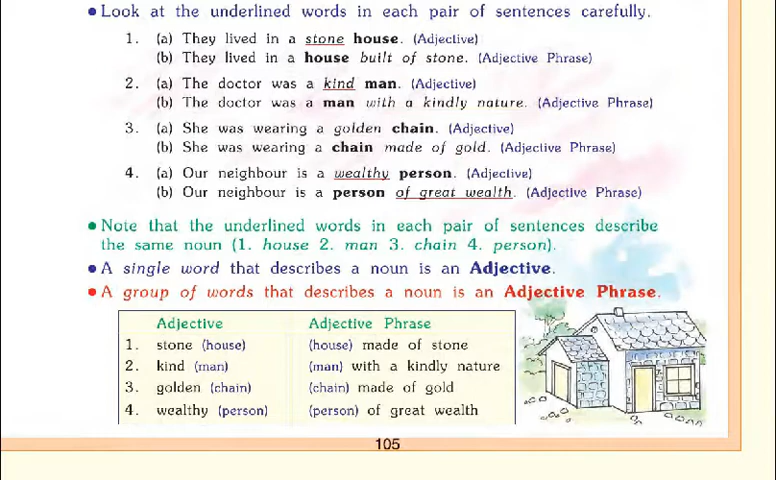 • Look at the underlined words in each pair of sentences carefully.
1. (a) They lived in a stone house. (Adjective)
(b) They lived in a house built of stone. (Adjective Phrase)
2. (a) The doctor was a kind man. (Adjective)
(b) The doctor was a man with a kindly nature. (Adjective Phrase)
3. (a) She was wearing a golden chain. (Adjective)
(b) She was wearing a chain made of gold. (Adjective Phrase)
4. (a) Our neighbour is a wealthy person. (Adjective)
(b) Our neighbour is a person of great wealth. (Adjective Phrase)
• Note that the underlined words in each pair of sentences describe
the same noun (1. house 2. man 3. chain 4. person).
• A single word that describes a noun is an Adjective.
• A group of words that describes a noun is an Adjective Phrase.
Adjective Adjective Phrase
1. stone (house) (house) made of stone
2. kind (man) (man) with a kindly nature
3. golden (chain) (chain) made of gold
4. wealthy (person) (person) of great wealth
105